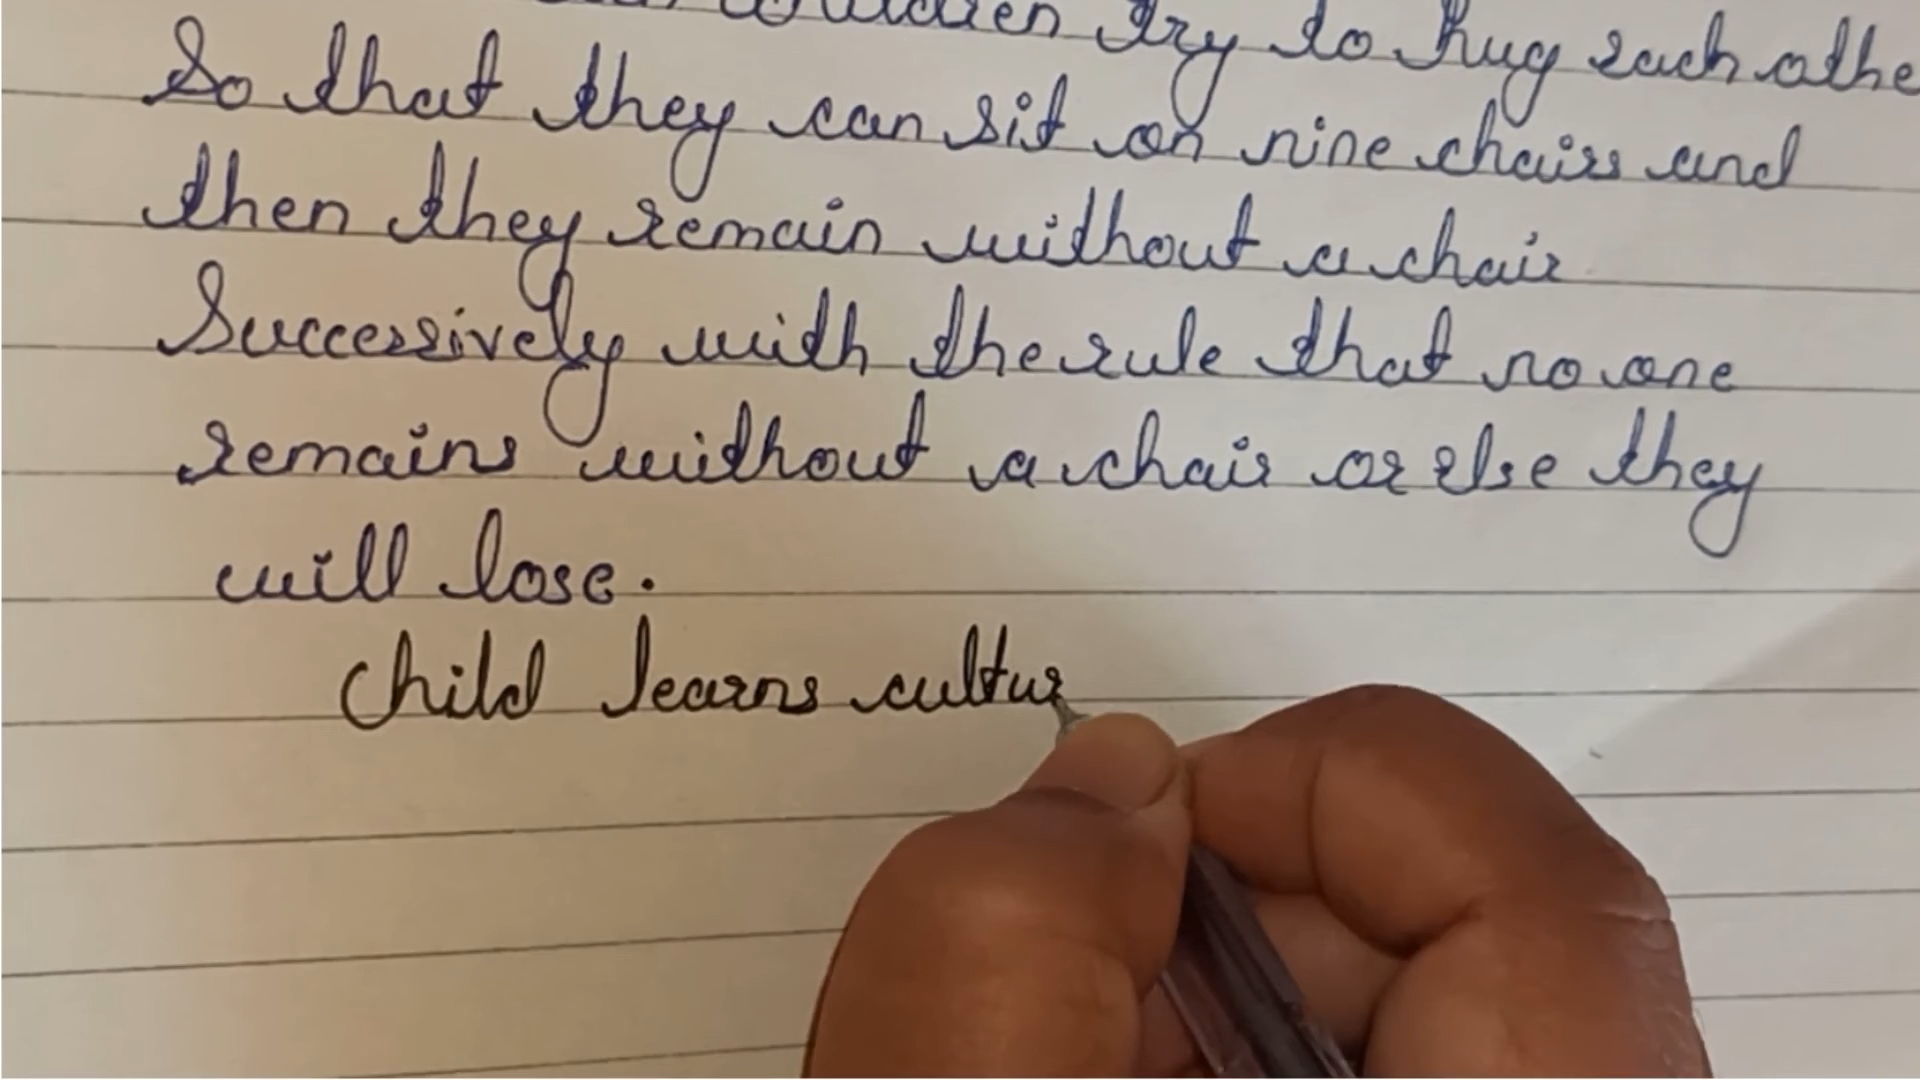 children try to hug each othe
So that they can sit on nine chairs and
then they remain without a chair
Successively with the rule that no one
remains without a chair or else they
will lose.
Child learns cultur